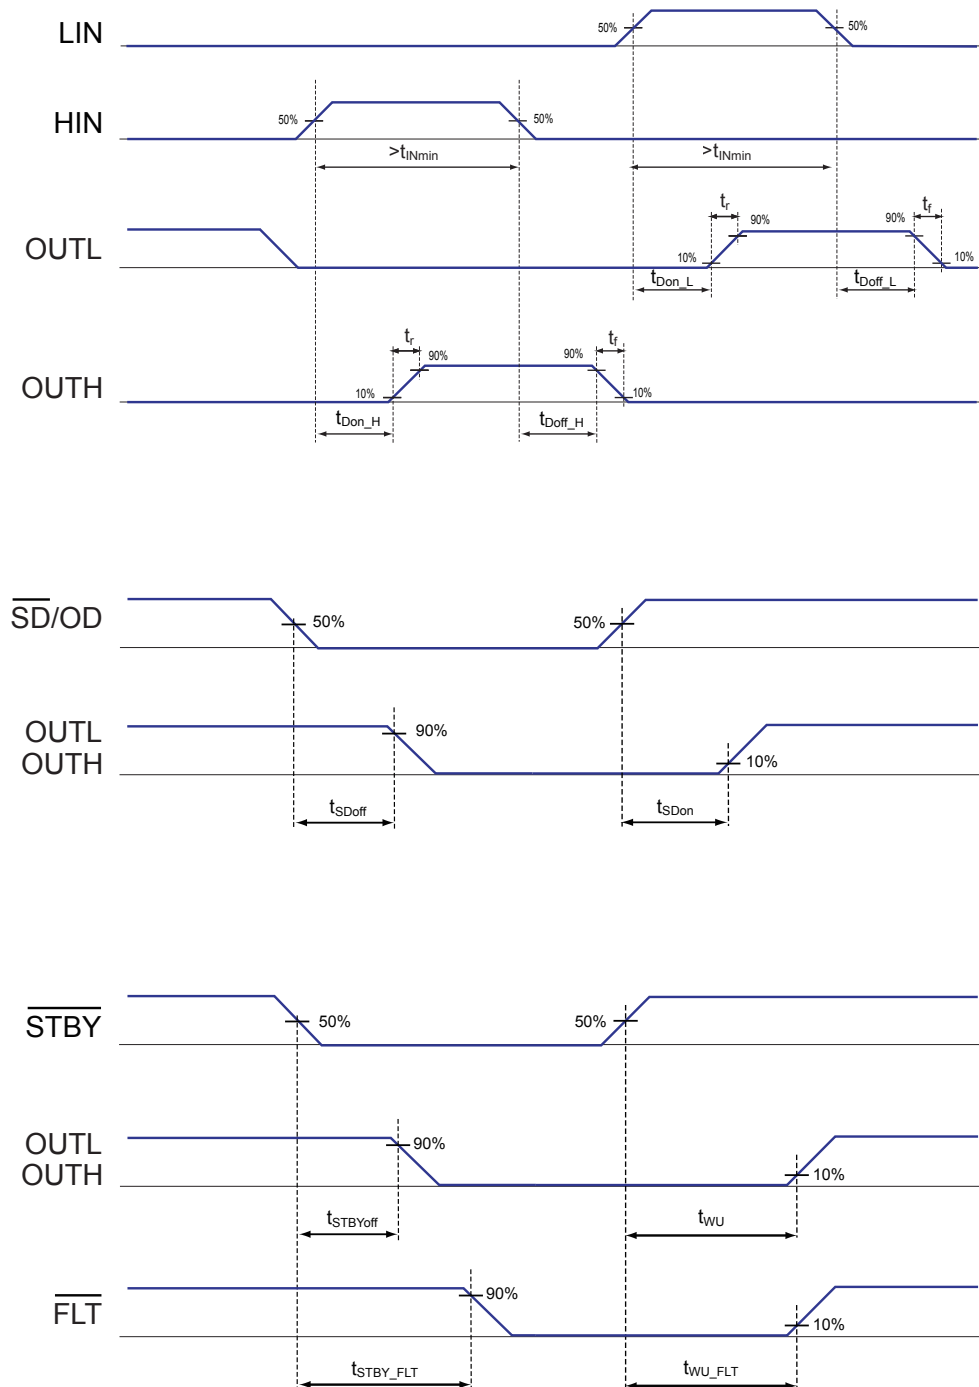 LIN
50%
50%
HIN
50%
50%
>tINmin
>tINmin
OUTL
tr
90%
90%
tf
10%
10%
tDon_L
tDoff_L
OUTH
tr
90%
90%
tf
10%
10%
tDon_H
tDoff_H
SD/OD
50%
50%
OUTL
OUTH
90%
10%
tSDoff
tSDon
STBY
50%
50%
OUTL
OUTH
90%
10%
tSTBYoff
tWU
FLT
90%
10%
tSTBY_FLT
tWU_FLT